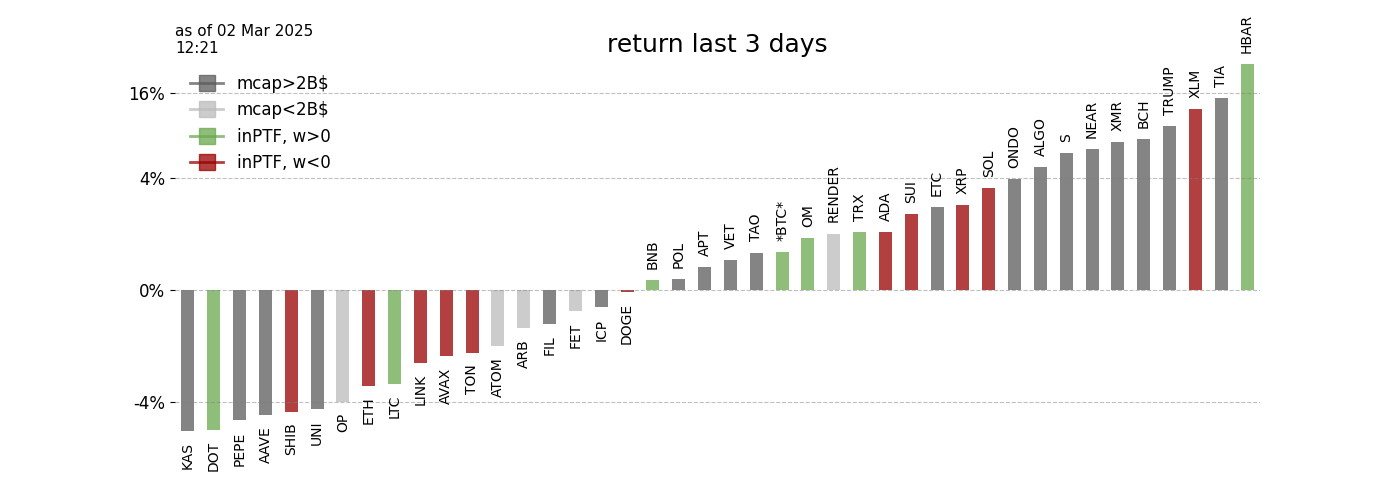 as of 02 Mar 2025
12:21
return last 3 days
mcap>2B$
mcap<2B$
inPTF, w>0
inPTF, w<0
16%
4%
0%
-4%
KAS
DOT
PEPE
AAVE
SHIB
UNI
OP
ETH
LTC
LINK
AVAX
TON
ATOM
ARB
FIL
FET
ICP
DOGE
BNB
POL
APT
VET
TAO
*BTC*
OM
RENDER
TRX
ADA
SUI
ETC
XRP
SOL
ONDO
ALGO
S
NEAR
XMR
BCH
TRUMP
XLM
TIA
HBAR